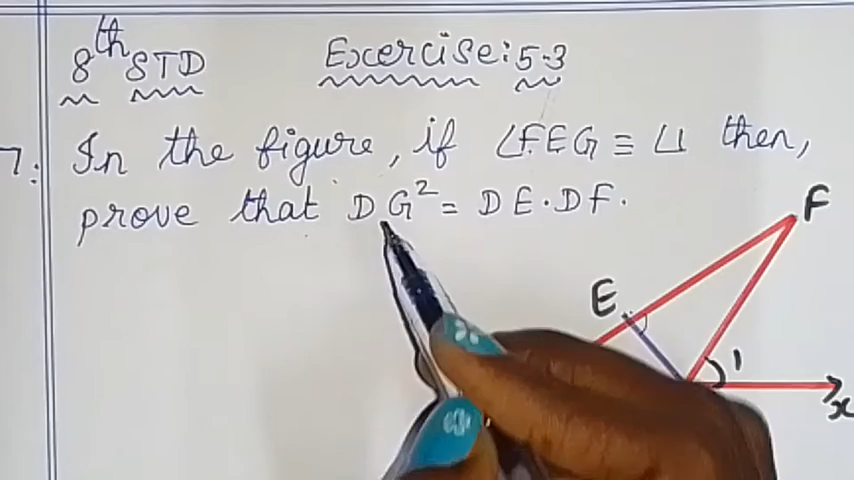 8th STD Exercise: 5.3
7. In the figure, if ∠FEG ≡ ∠1 then,
prove that DG² = DE.DF.
F
E
1
x